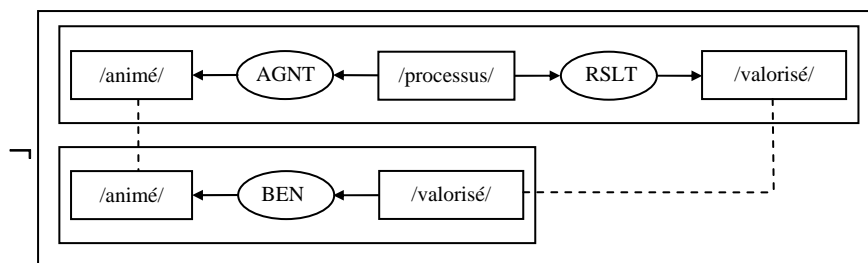 /animé/ AGNT /processus/ RSLT /valorisé/
¬
/animé/ BEN /valorisé/